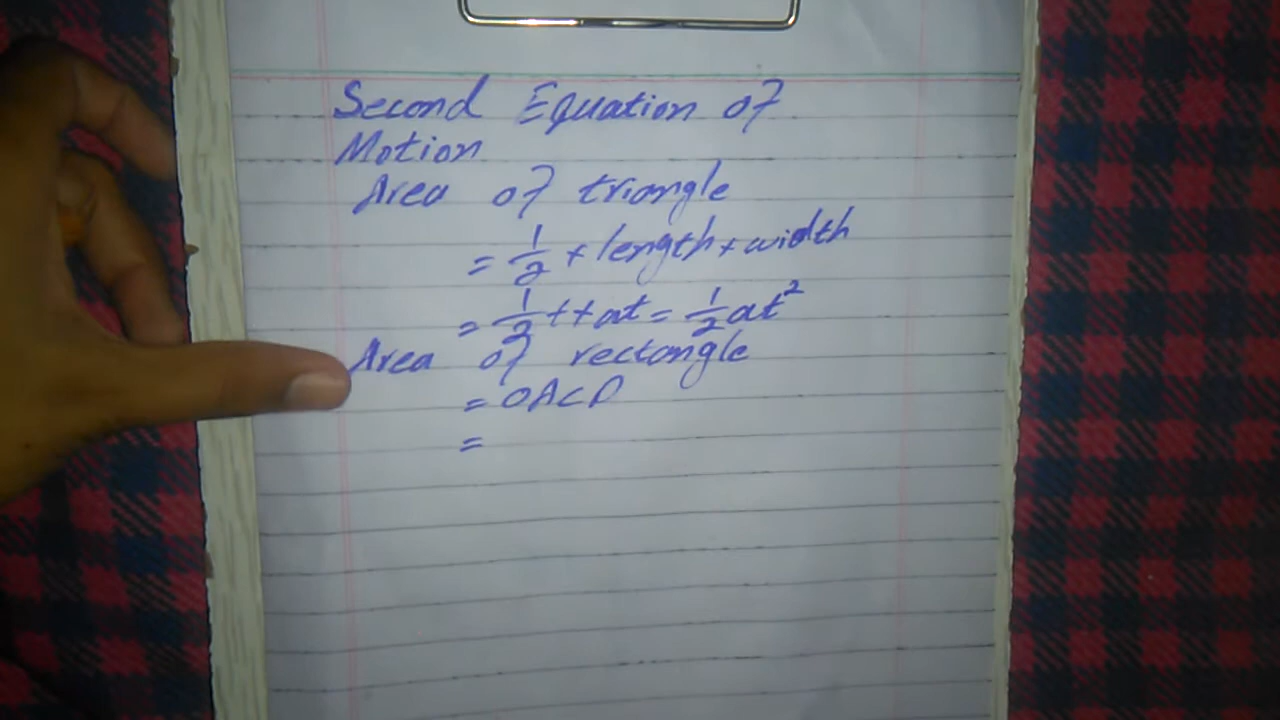 Second Equation of
Motion
Area of triangle
= 1/2 × length × width
= 1/2 t × at = 1/2 at²
Area of rectangle
= OACD
=